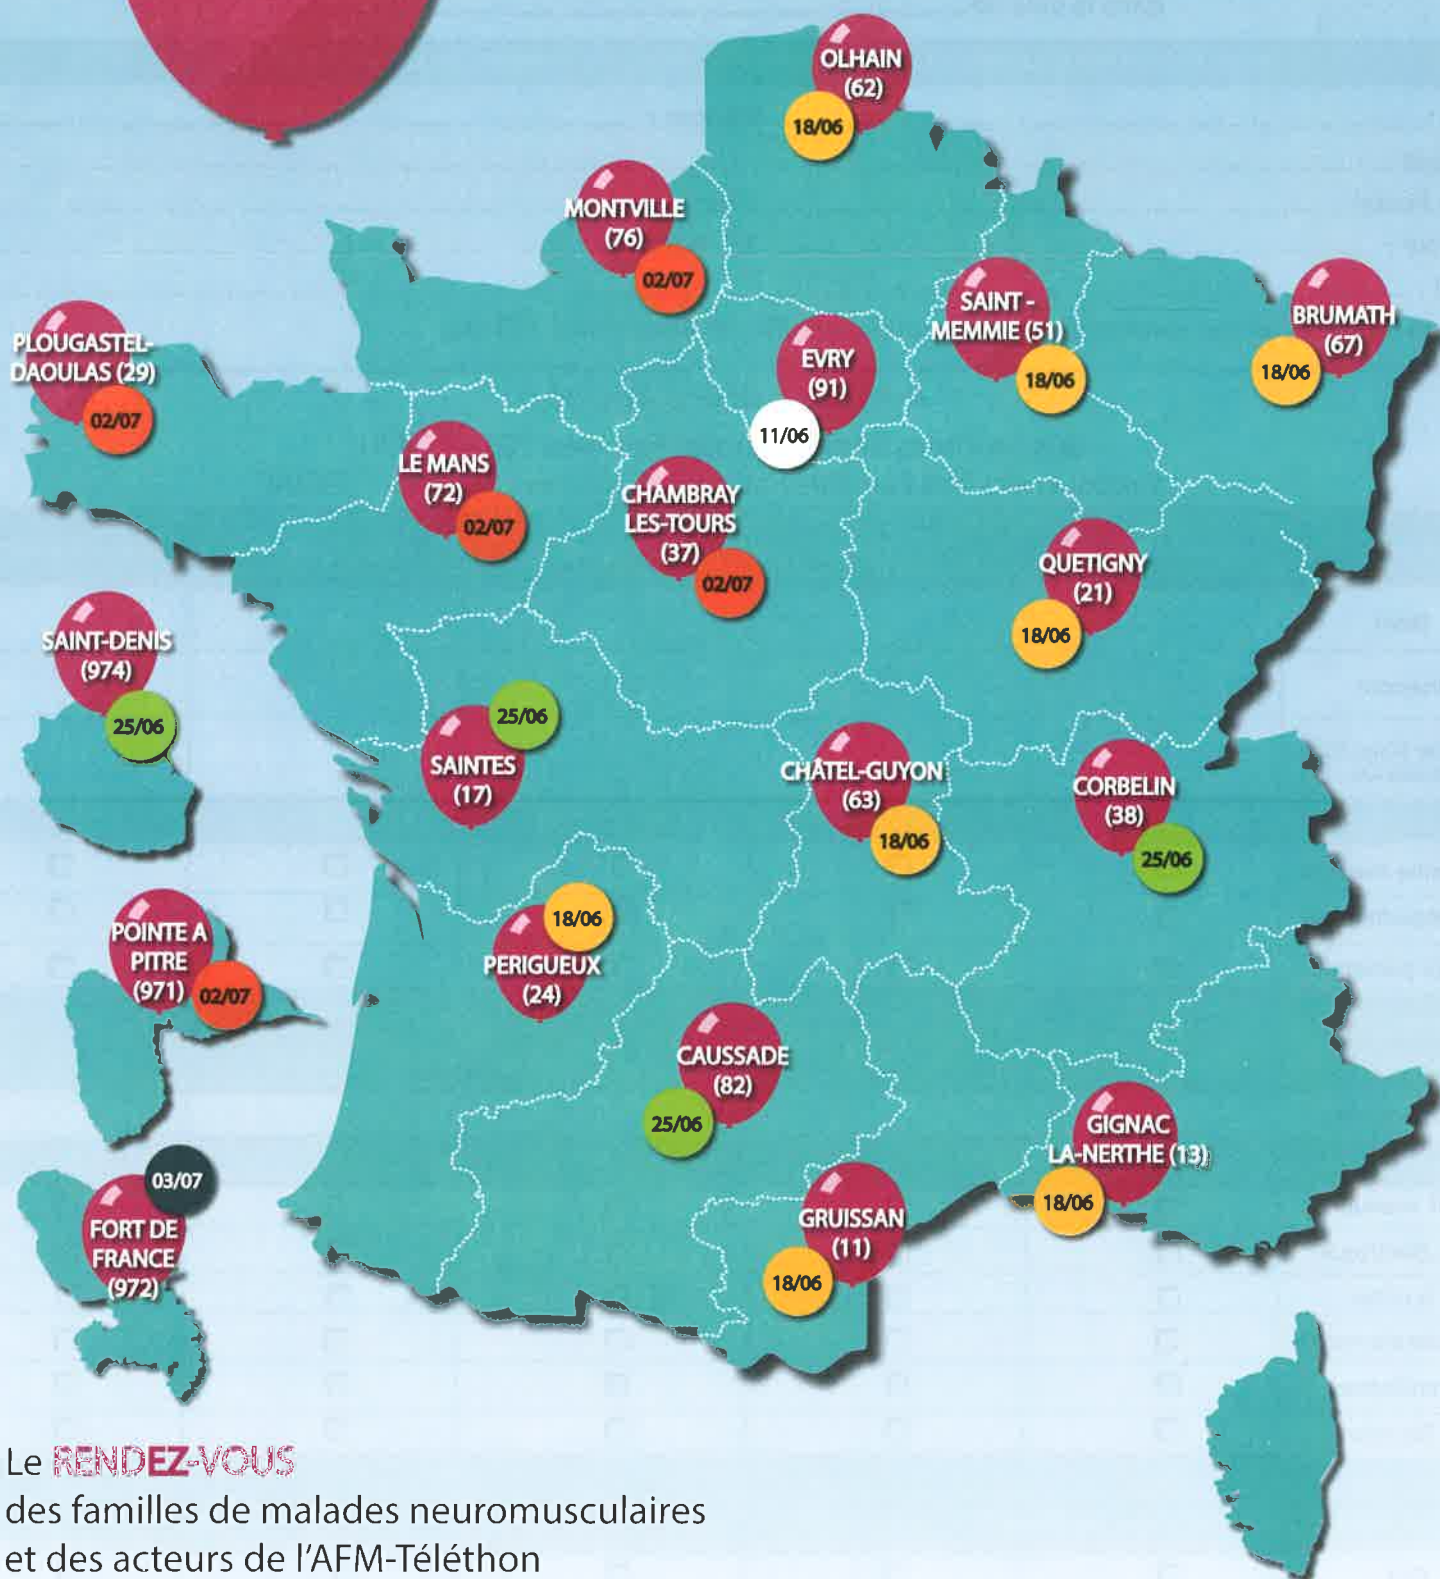 OLHAIN
(62)
18/06
MONTVILLE
(76)
02/07
SAINT -
MEMMIE (51)
18/06
BRUMATH
(67)
18/06
PLOUGASTEL-
DAOULAS (29)
02/07
EVRY
(91)
11/06
LE MANS
(72)
02/07
CHAMBRAY
LES-TOURS
(37)
02/07
QUETIGNY
(21)
18/06
SAINT-DENIS
(974)
25/06
25/06
SAINTES
(17)
CHÂTEL-GUYON
(63)
18/06
CORBELIN
(38)
25/06
POINTE A
PITRE
(971)
02/07
18/06
PERIGUEUX
(24)
CAUSSADE
(82)
25/06
GIGNAC
LA-NERTHE (13)
18/06
03/07
FORT DE
FRANCE
(972)
GRUISSAN
(11)
18/06
Le RENDEZ-VOUS
des familles de malades neuromusculaires
et des acteurs de l'AFM-Téléthon